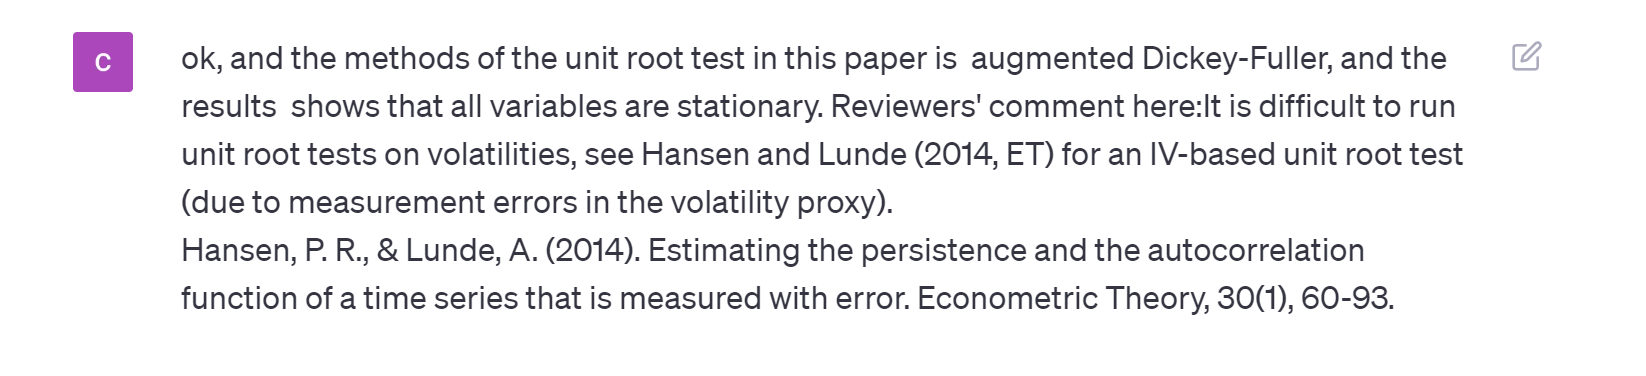 C
ok, and the methods of the unit root test in this paper is  augmented Dickey-Fuller, and the
results  shows that all variables are stationary. Reviewers' comment here:It is difficult to run
unit root tests on volatilities, see Hansen and Lunde (2014, ET) for an IV-based unit root test
(due to measurement errors in the volatility proxy).
Hansen, P. R., & Lunde, A. (2014). Estimating the persistence and the autocorrelation
function of a time series that is measured with error. Econometric Theory, 30(1), 60-93.